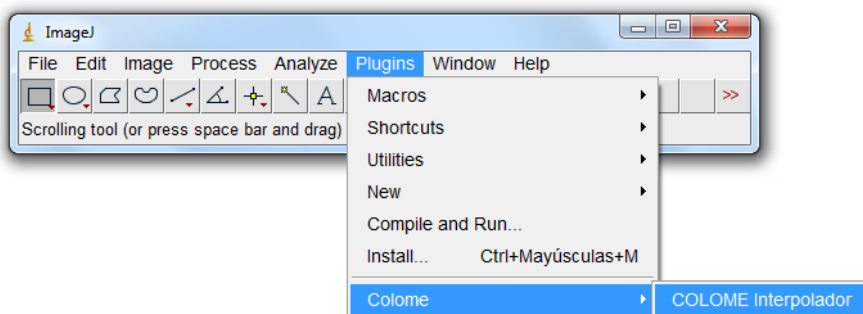 ImageJ
File Edit Image Process Analyze Plugins Window Help
A >>
Scrolling tool (or press space bar and drag)
Macros
Shortcuts
Utilities
New
Compile and Run...
Install... Ctrl+Mayúsculas+M
Colome
COLOME Interpolador